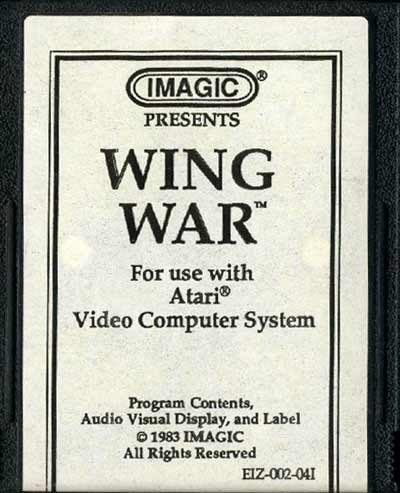 IMAGIC®
PRESENTS
WING
WAR™
For use with
Atari®
Video Computer System
Program Contents,
Audio Visual Display, and Label
© 1983 IMAGIC
All Rights Reserved
EIZ-002-04I